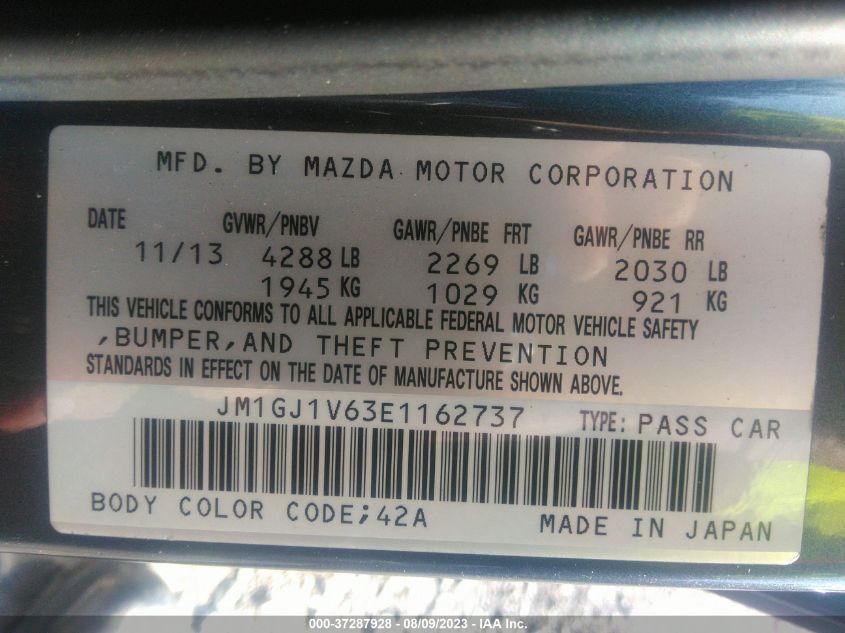 MFD. BY MAZDA MOTOR CORPORATION
DATE GVWR/PNBV GAWR/PNBE FRT GAWR/PNBE RR
11/13 4288 LB 2269 LB 2030 LB
1945 KG 1029 KG 921 KG
THIS VEHICLE CONFORMS TO ALL APPLICABLE FEDERAL MOTOR VEHICLE SAFETY
,BUMPER,AND THEFT PREVENTION
STANDARDS IN EFFECT ON THE DATE OF MANUFACTURE SHOWN ABOVE.
JM1GJ1V63E1162737 TYPE: PASS CAR
BODY COLOR CODE;42A MADE IN JAPAN
000-37287928 - 08/09/2023 - IAA Inc.